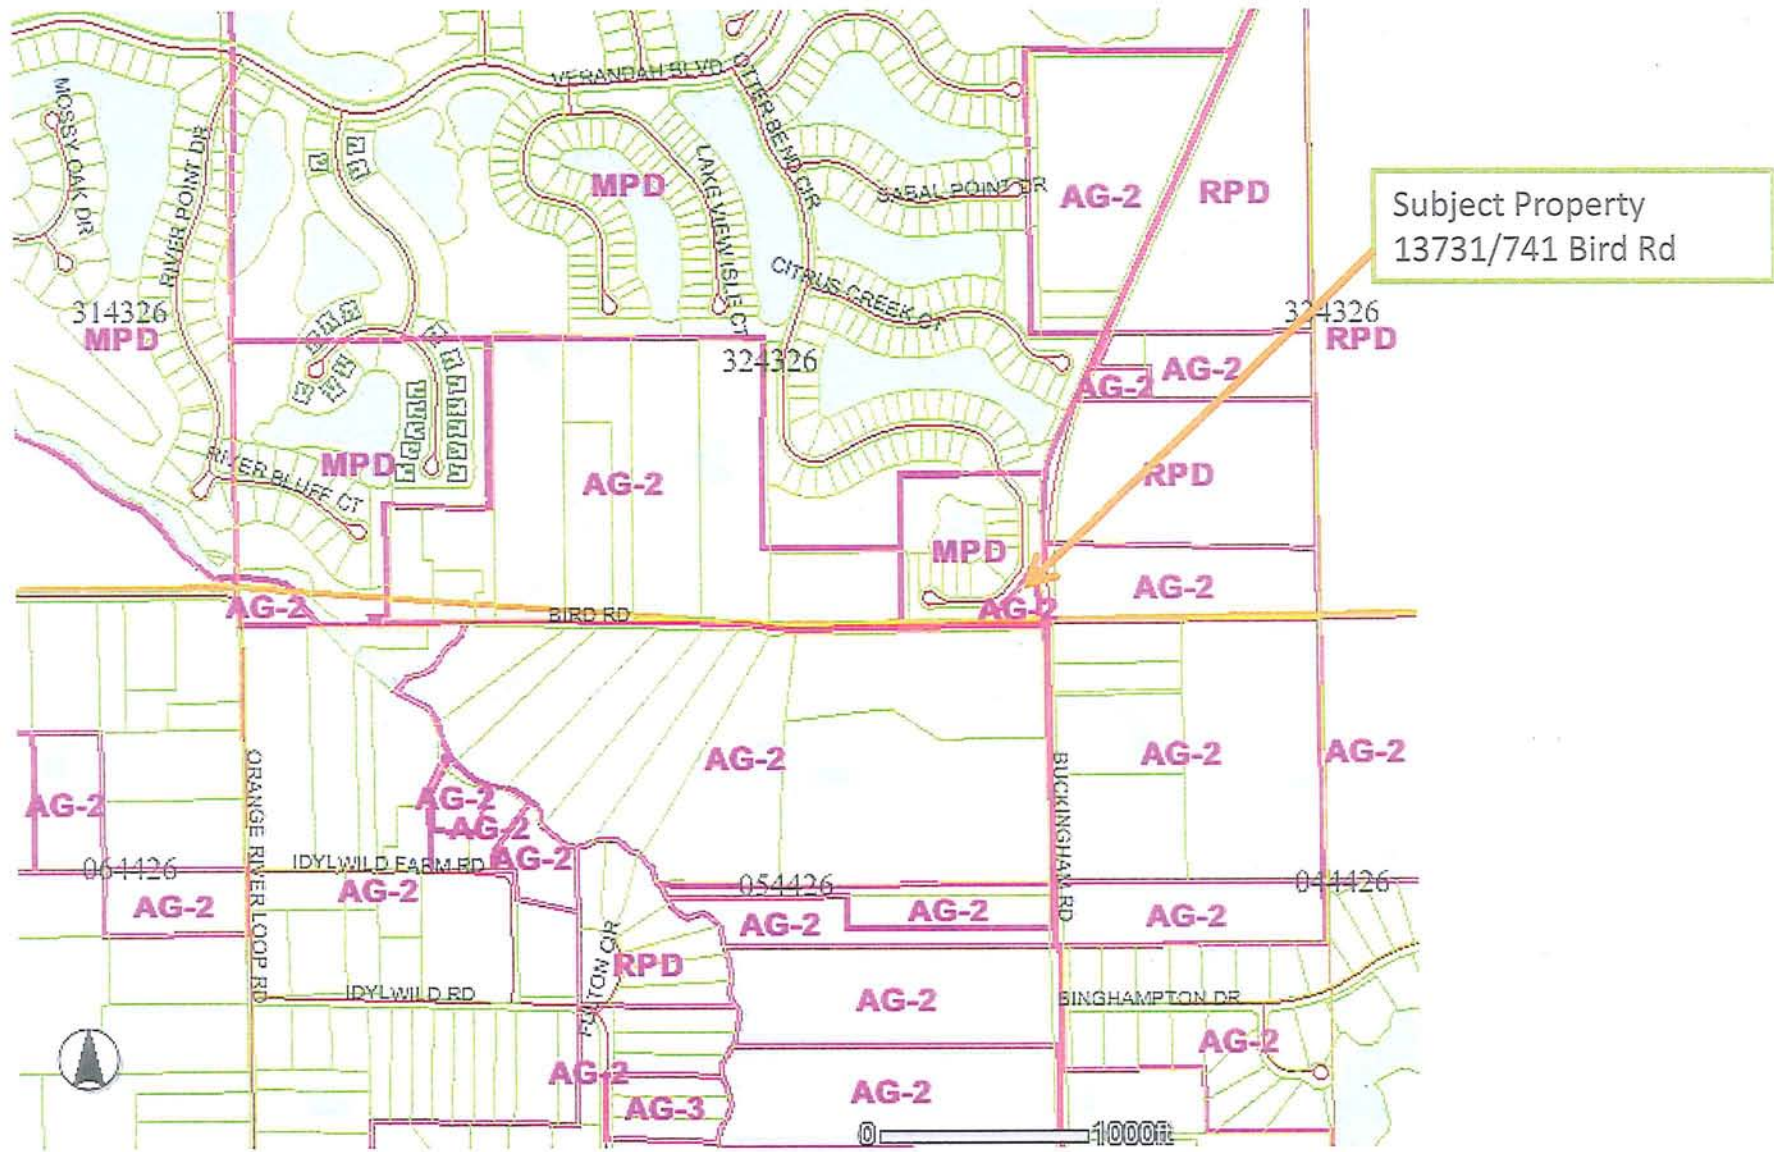 VERANDAH BLVD
OTTER BEND CIR
MOSSY OAK DR
RIVER POINT DR
LAKE VIEW ISLE CT
MPD
SABAL POINT DR
AG-2
RPD
Subject Property
13731/741 Bird Rd
CITRUS CREEK CT
314326
MPD
334326
RPD
324326
AG-2
AG-2
RIVER BLUFF CT
MPD
AG-2
RPD
MPD
AG-2
AG-2
AG-2
BIRD RD
AG-2
AG-2
AG-2
BUCKINGHAM RD
ORANGE RIVER LOOP RD
AG-2
AG-2
AG-2
AG-2
064426
IDYLWILD FARM RD
AG-2
AG-2
054426
044426
AG-2
AG-2
AG-2
FULTON CIR
RPD
IDYLWILD RD
AG-2
BINGHAMPTON DR
AG-2
AG-2
AG-3
AG-2
0
1000ft